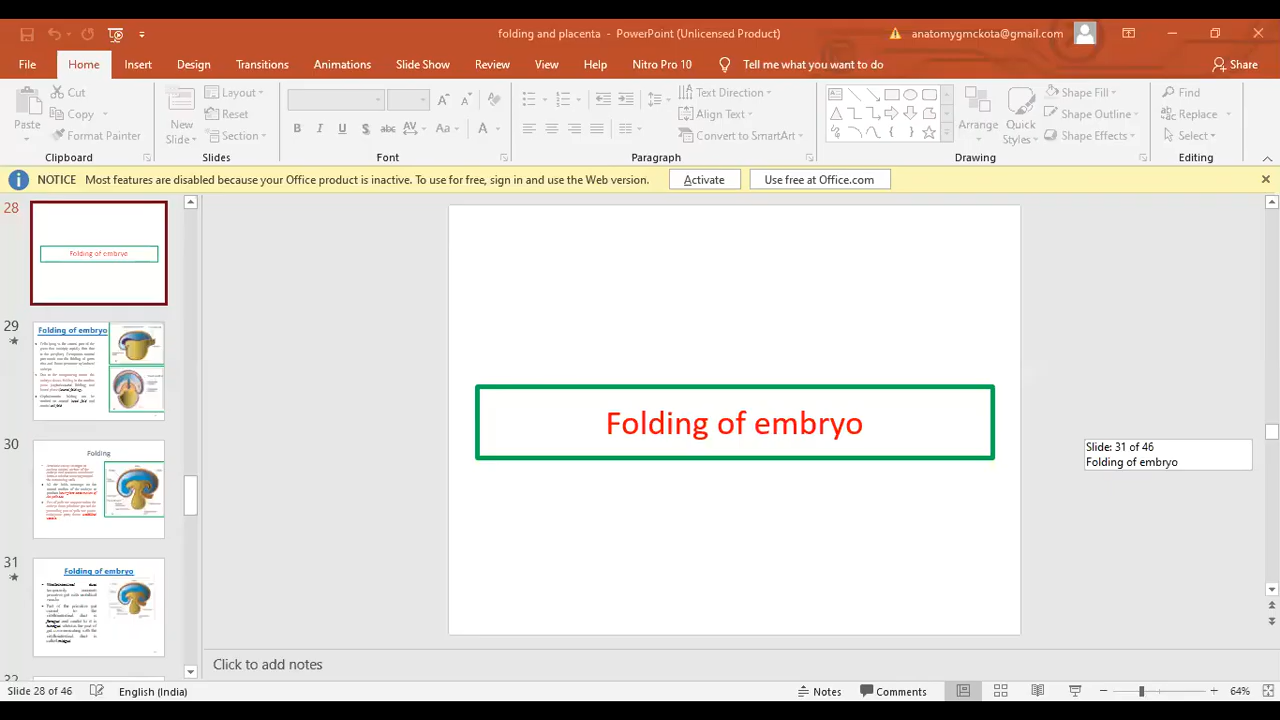 folding and placenta - PowerPoint (Unlicensed Product)
anatomygmckota@gmail.com
File Home Insert Design Transitions Animations Slide Show Review View Help Nitro Pro 10 Tell me what you want to do Share
Paste
Cut
Copy
Format Painter
Clipboard
New
Slide
Layout
Reset
Section
Slides
B I U S abc AV Aa A
Font
Text Direction
Align Text
Convert to SmartArt
Paragraph
Arrange
Quick
Styles
Shape Fill
Shape Outline
Shape Effects
Drawing
Find
Replace
Select
Editing
NOTICE Most features are disabled because your Office product is inactive. To use for free, sign in and use the Web version. Activate Use free at Office.com
28
Folding of embryo
29
Folding of embryo
30
Folding
31
Folding of embryo
Folding of embryo
Slide: 31 of 46
Folding of embryo
Click to add notes
Slide 28 of 46 English (India) Notes Comments 64%